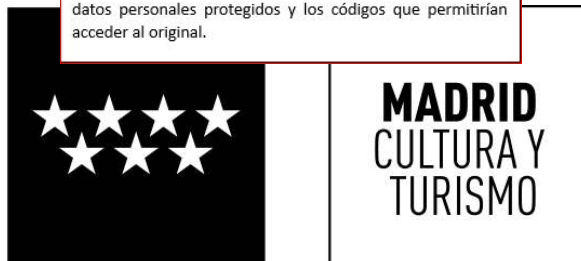 datos personales protegidos y los códigos que permitirían
acceder al original.
MADRID
CULTURA Y
TURISMO